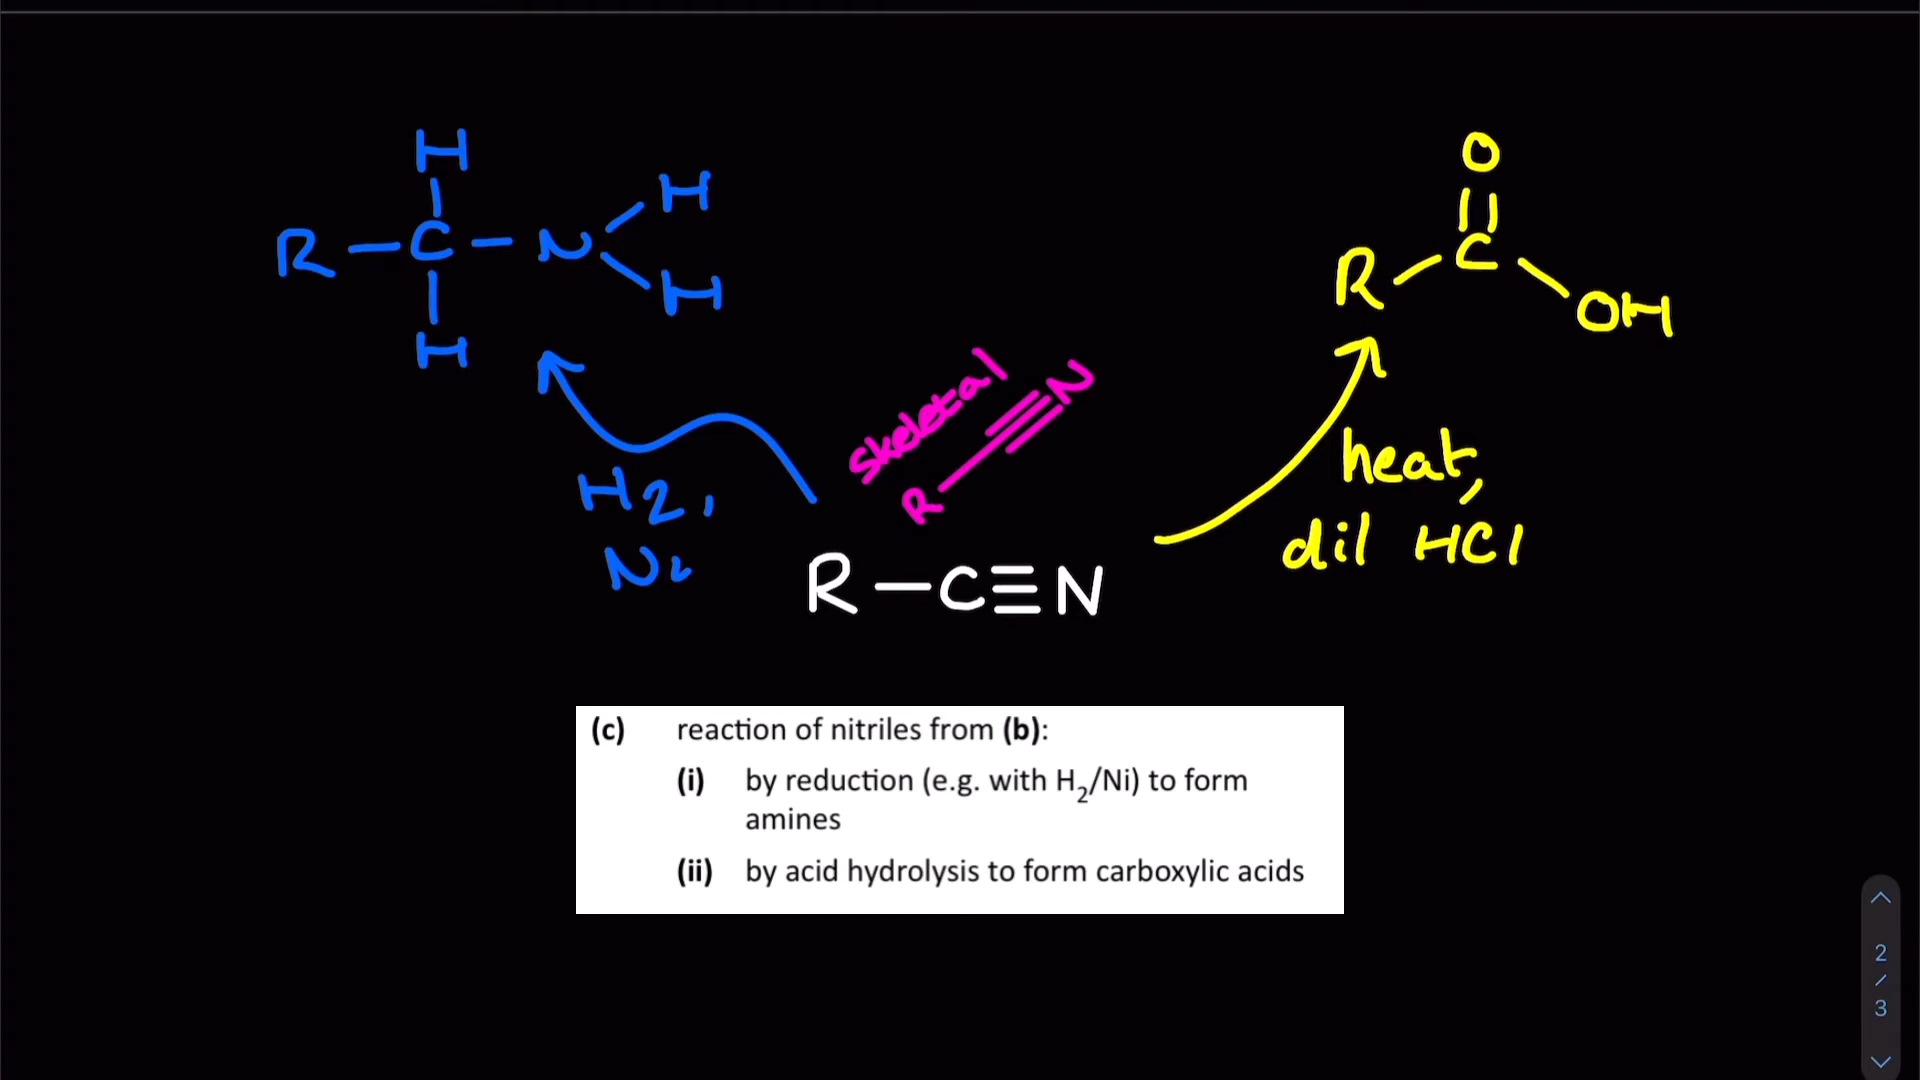 H
R – C – N
H
H
H
H2,
Ni
skeletal
R
N
R – C ≡ N
O
R
C
OH
heat,
dil HCl
(c) reaction of nitriles from (b):
(i) by reduction (e.g. with H₂/Ni) to form
amines
(ii) by acid hydrolysis to form carboxylic acids
2
/
3